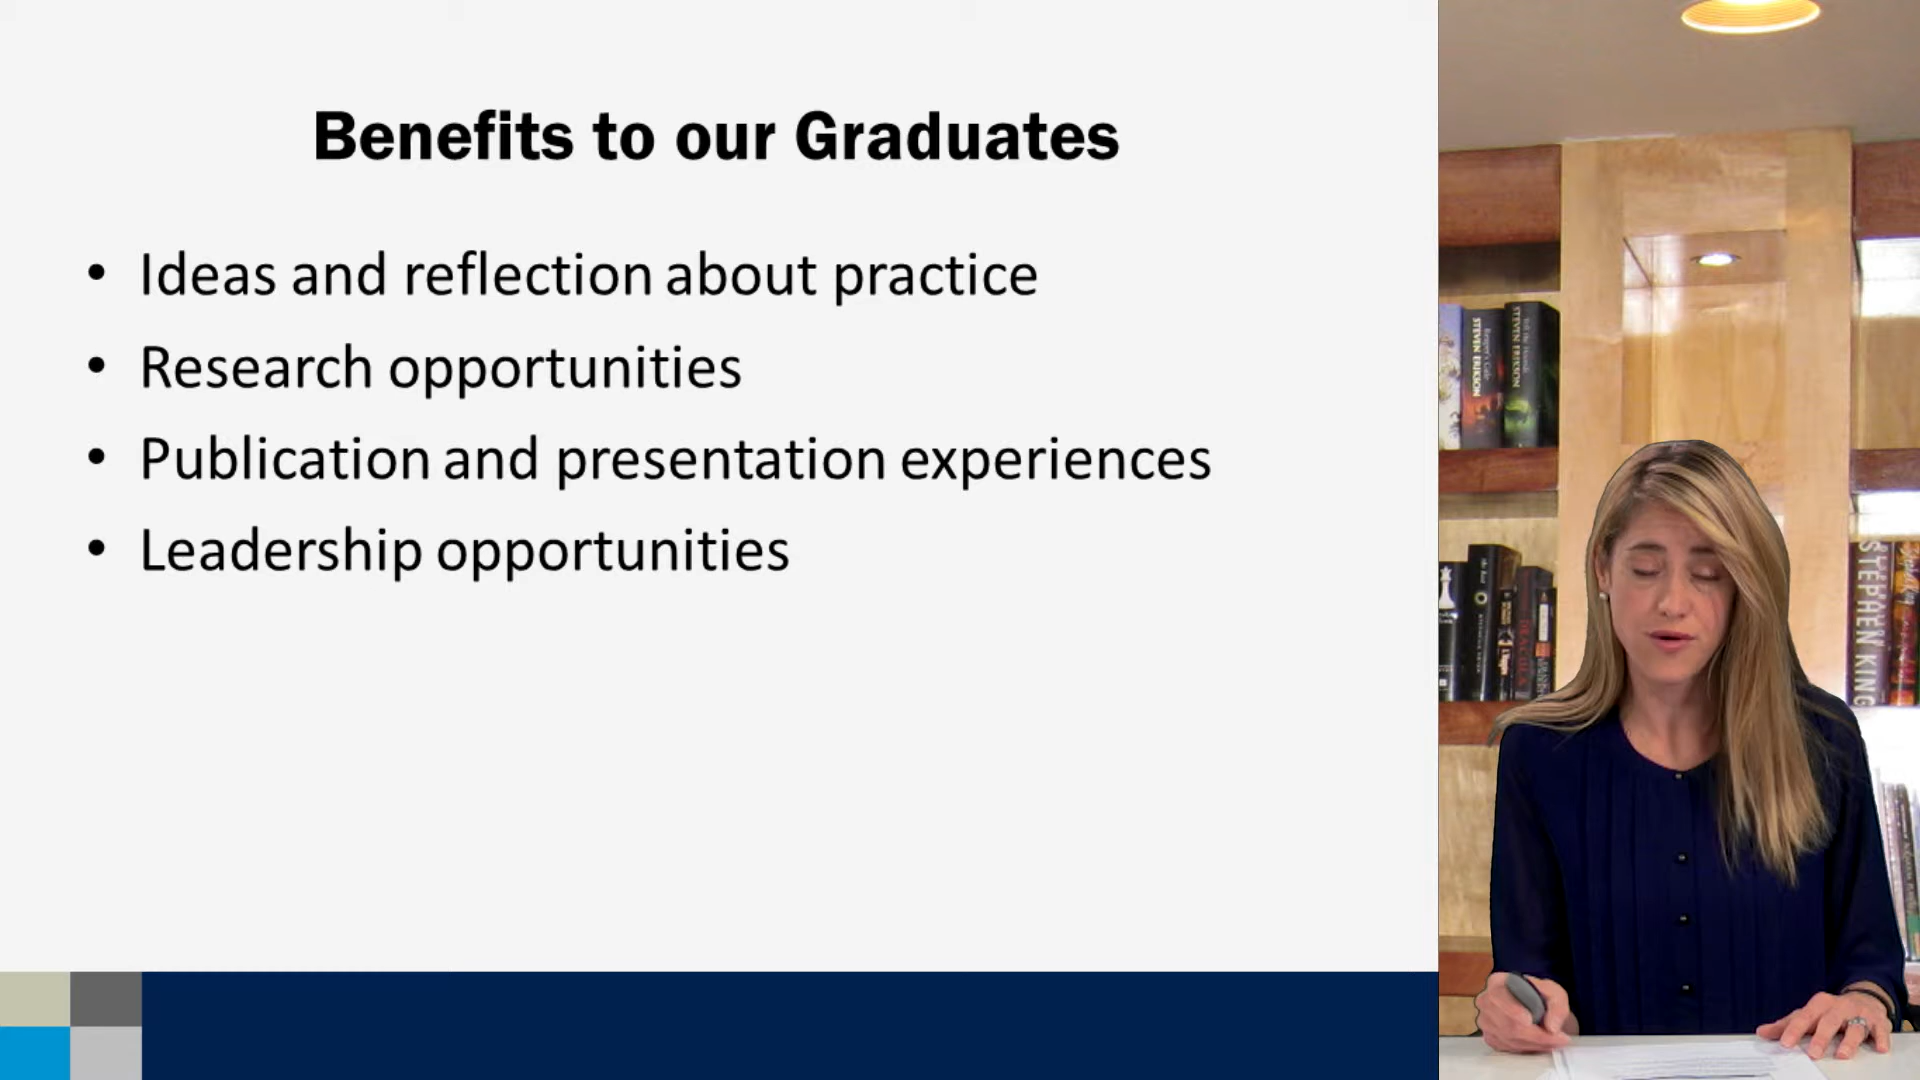 Benefits to our Graduates
• Ideas and reflection about practice
• Research opportunities
• Publication and presentation experiences
• Leadership opportunities
STEVEN ERIKSON
STEVEN ERIKSON
DRACULA
STEPHEN KING